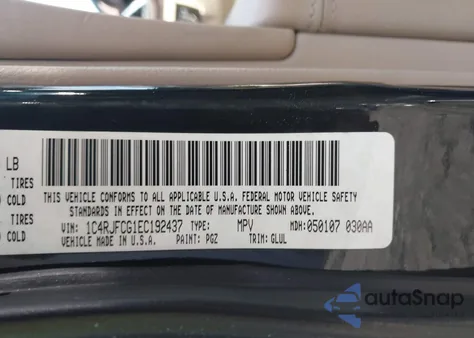 LB
TIRES
COLD
TIRES
COLD
THIS VEHICLE CONFORMS TO ALL APPLICABLE U.S.A. FEDERAL MOTOR VEHICLE SAFETY
STANDARDS IN EFFECT ON THE DATE OF MANUFACTURE SHOWN ABOVE.
VIN: 1C4RJFCG1EC192437 TYPE: MPV MDH:050107 030AA
VEHICLE MADE IN U.S.A. PAINT: PGZ TRIM: GLUL
autaSnap